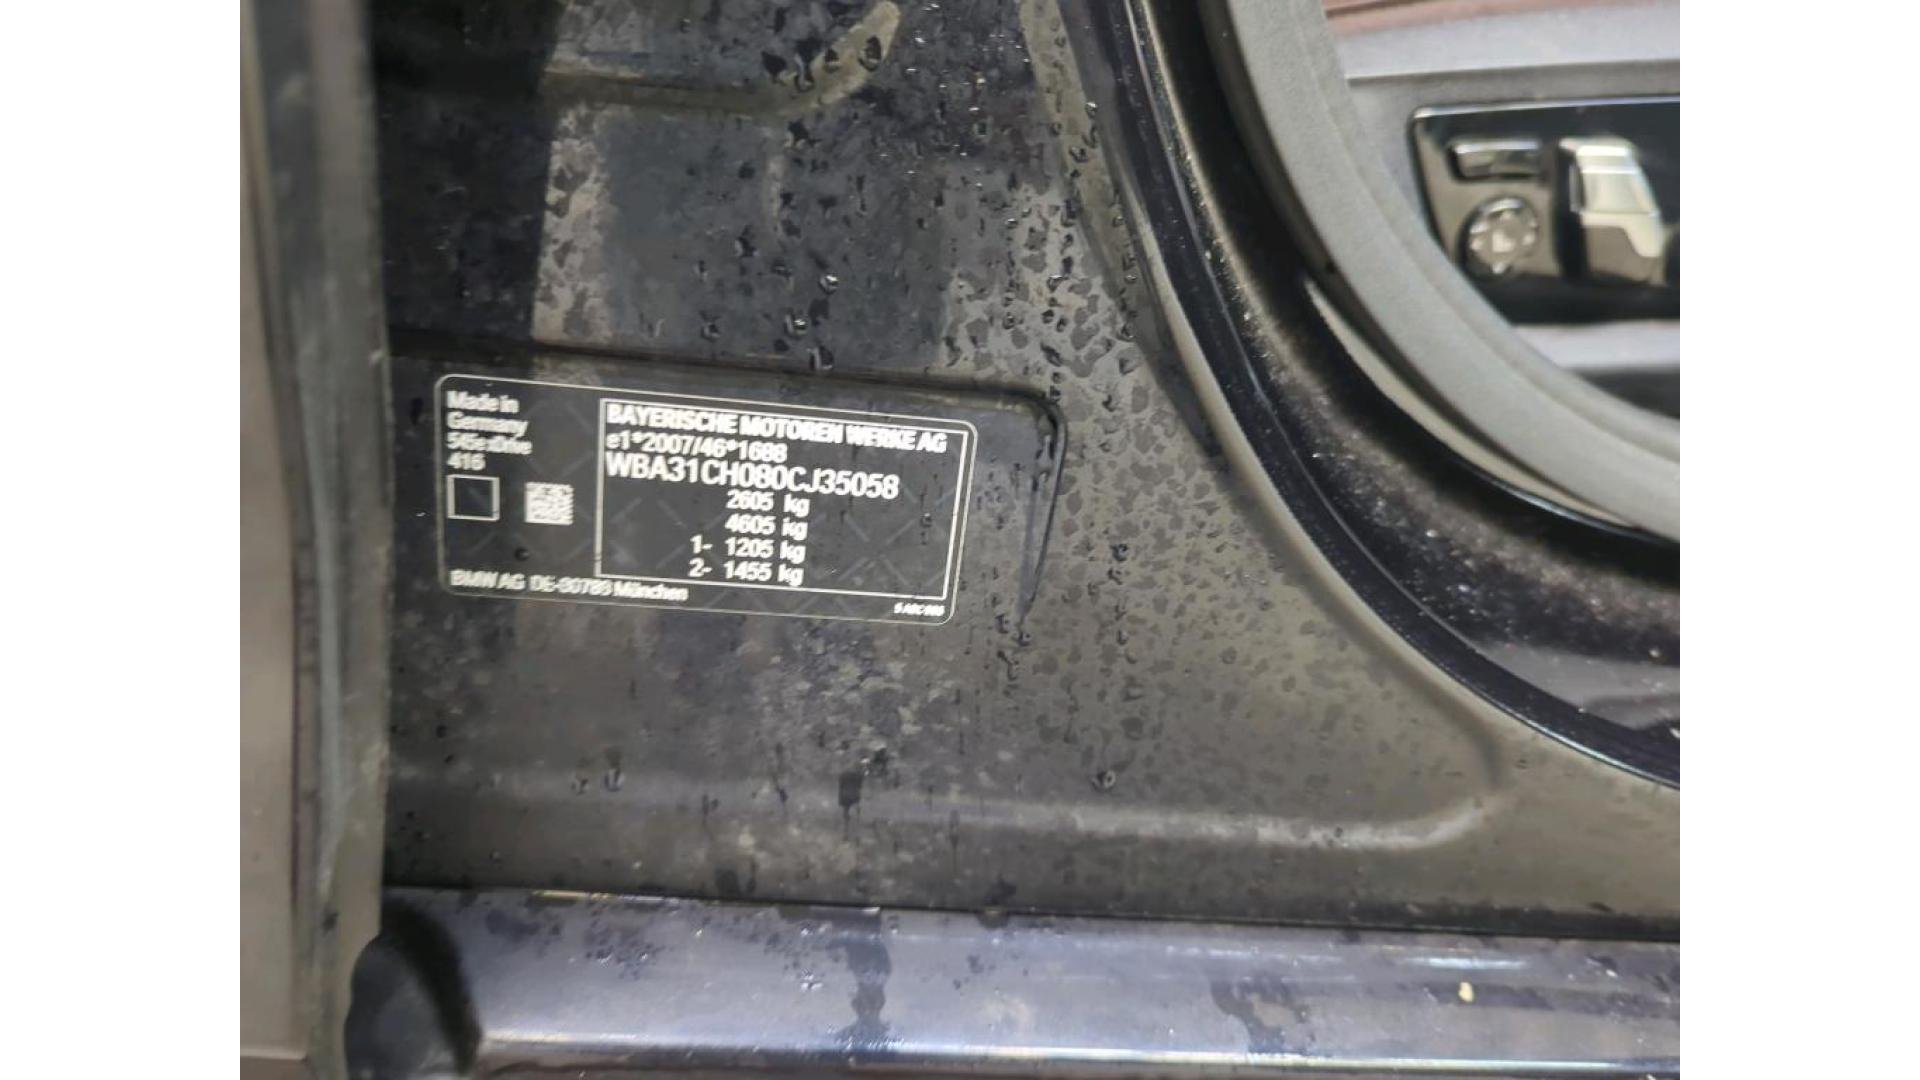 Made in
Germany
545e xDrive
416
BAYERISCHE MOTOREN WERKE AG
e1*2007/46*1688
WBA31CH080CJ35058
2605 kg
4605 kg
1- 1205 kg
2- 1455 kg
BMW AG DE-80788 München